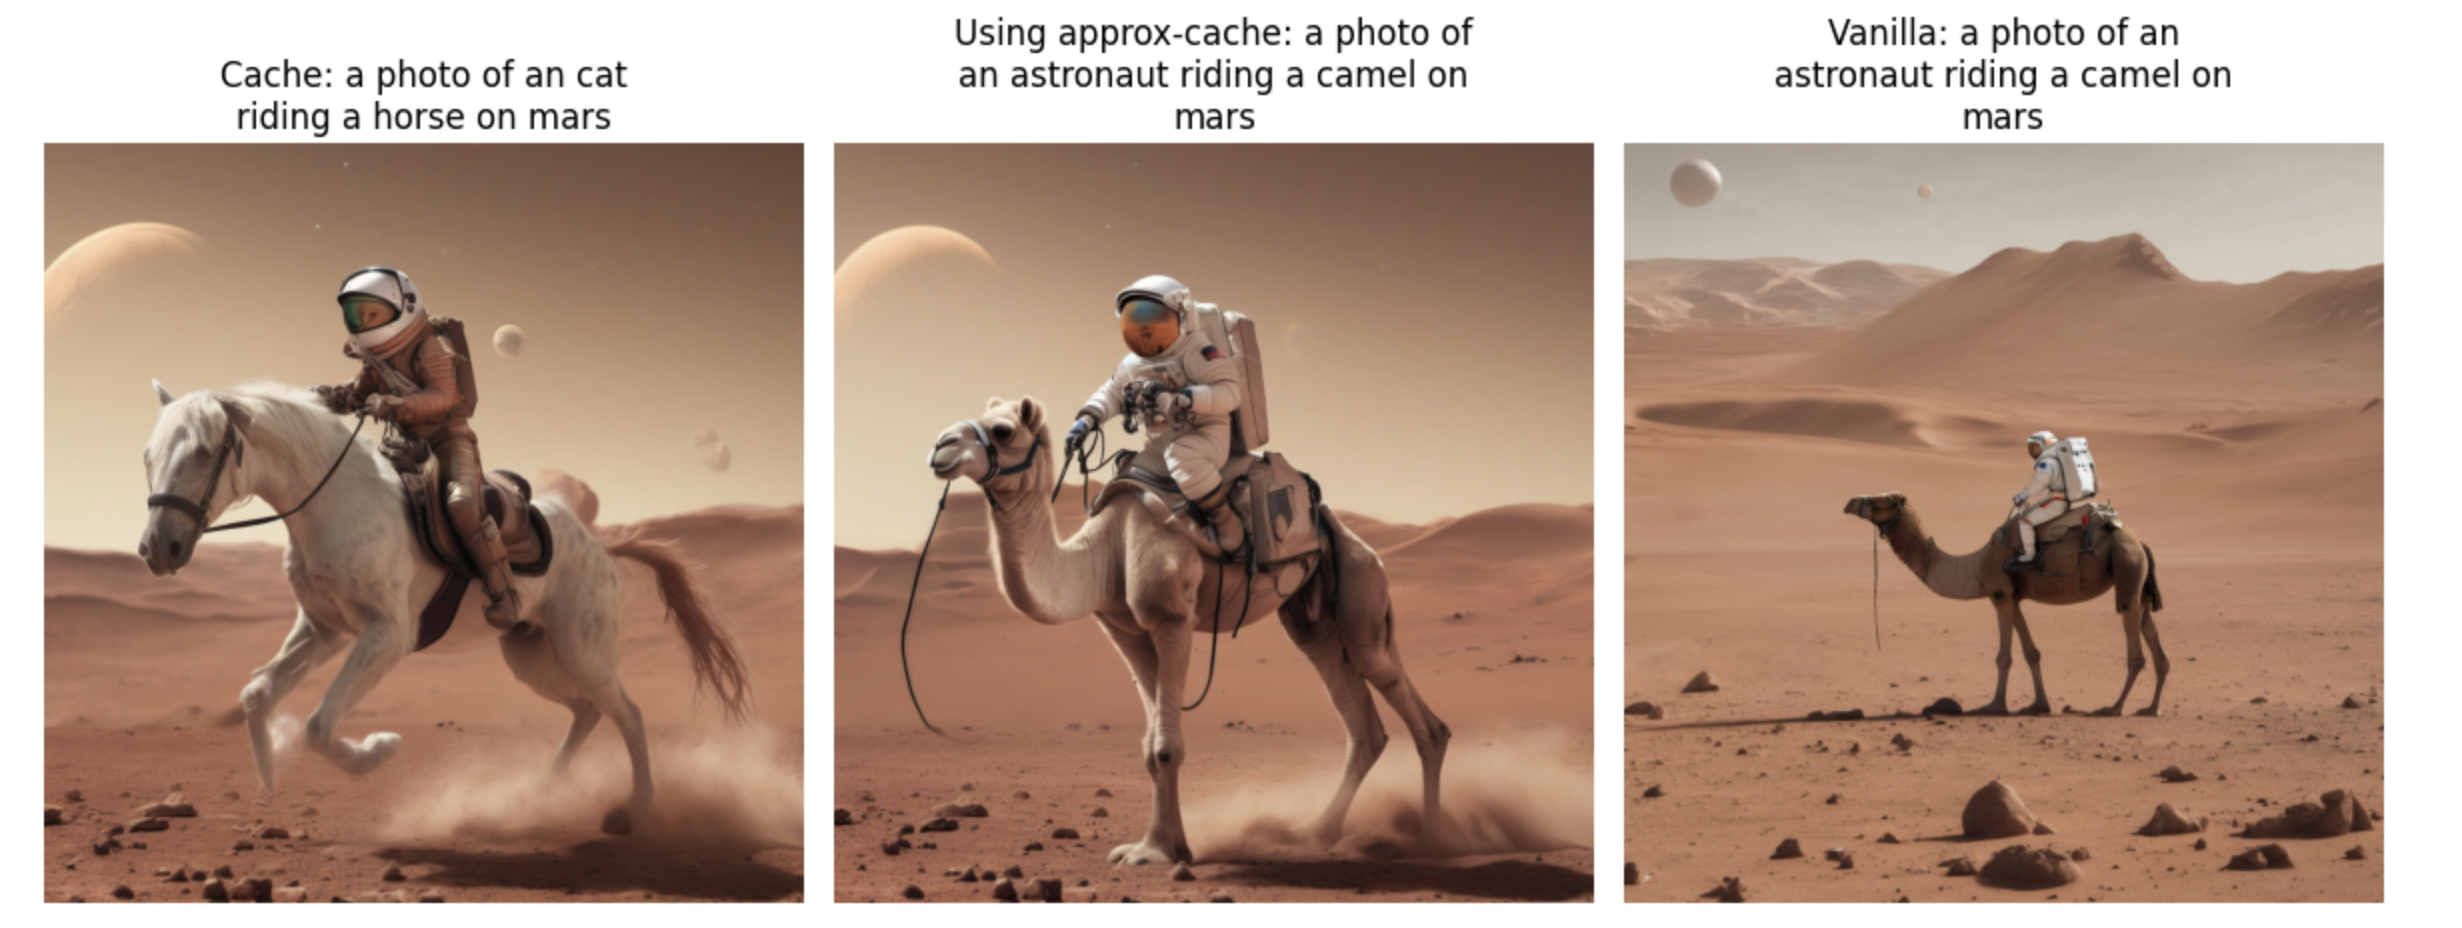 Cache: a photo of an cat
riding a horse on mars
Using approx-cache: a photo of
an astronaut riding a camel on
mars
Vanilla: a photo of an
astronaut riding a camel on
mars